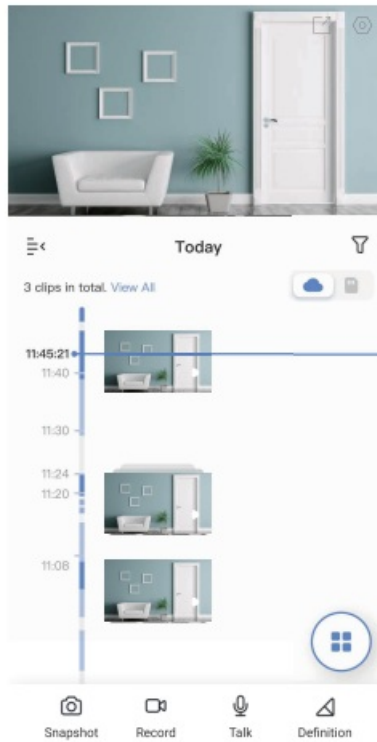 Today
3 clips in total. View All
11:45:21
11:40
11:30
11:24
11:20
11:08
Snapshot Record Talk Definition